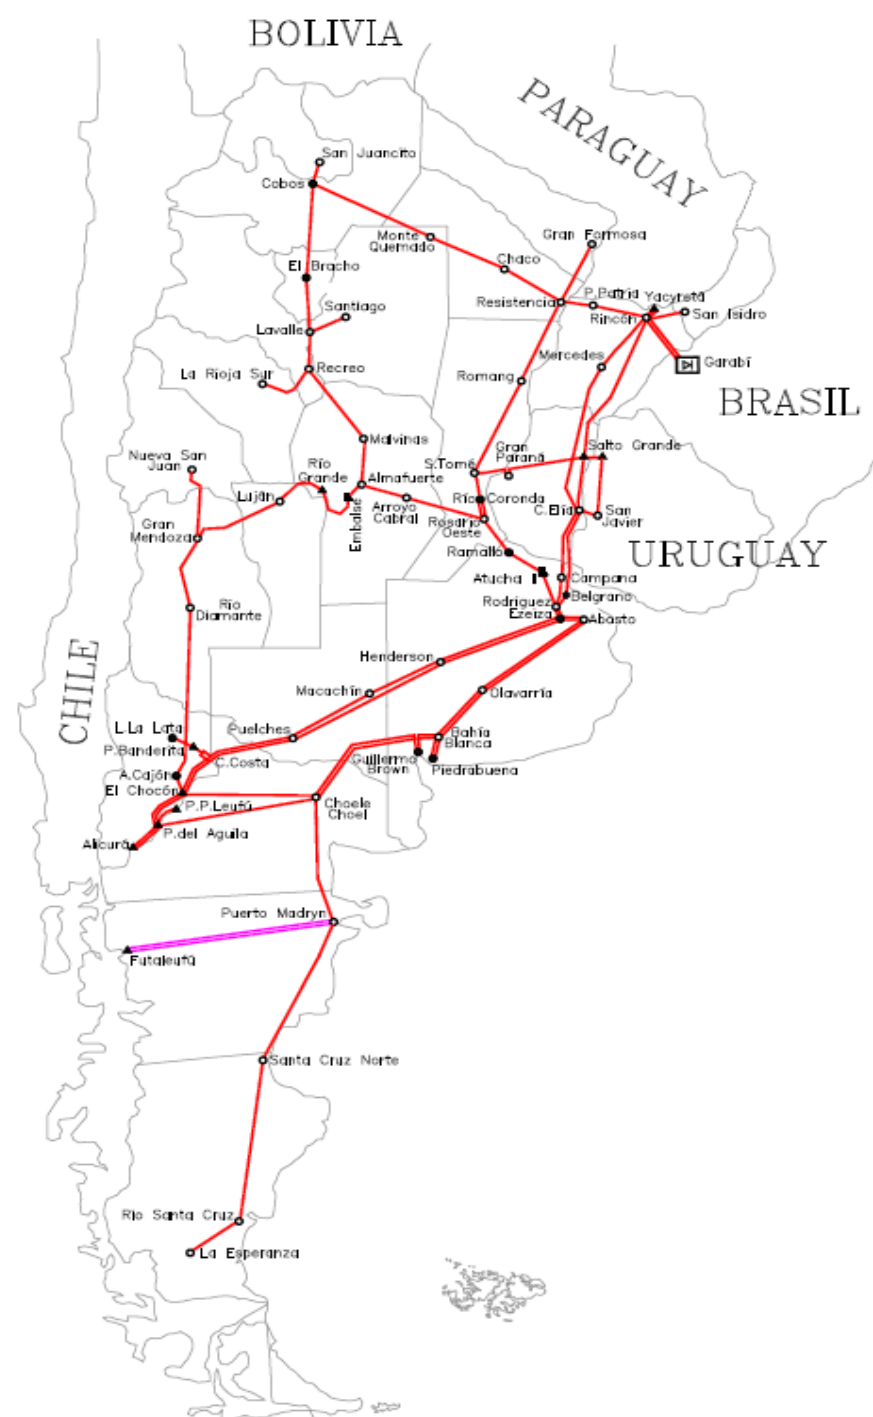 BOLIVIA
PARAGUAY
San Juancito
Cobos
Monte
Quemado
Gran Formosa
Chaco
El Bracho
Resistencia
P.Patria
Yacyretá
Rincón
San Isidro
Santiago
Lavalle
Mercedes
Garabí
La Rioja Sur
Recreo
Romang
BRASIL
Malvinas
Nueva San
Juan
Río
Grande
Almafuerte
Gran
Paraná
S.Tomé
Salto Grande
Luján
Embalse
Arroyo
Cabral
Río Coronda
Rosario
Oeste
C.Elía
San
Javier
Gran
Mendoza
Ramallo
URUGUAY
Atucha II
Campana
Belgrano
Río
Diamante
Rodriguez
Ezeiza
Abasto
CHILE
Henderson
Macachín
Olavarría
L.La Lata
P.Banderita
Puelches
Bahía
Blanca
C.Costa
Guillermo
Brown
Piedrabuena
A.Cajón
El Chocón
P.P.Leufú
Choele
Choel
P.del Aguila
Alicurá
Puerto Madryn
Futaleufú
Santa Cruz Norte
Rio Santa Cruz
La Esperanza